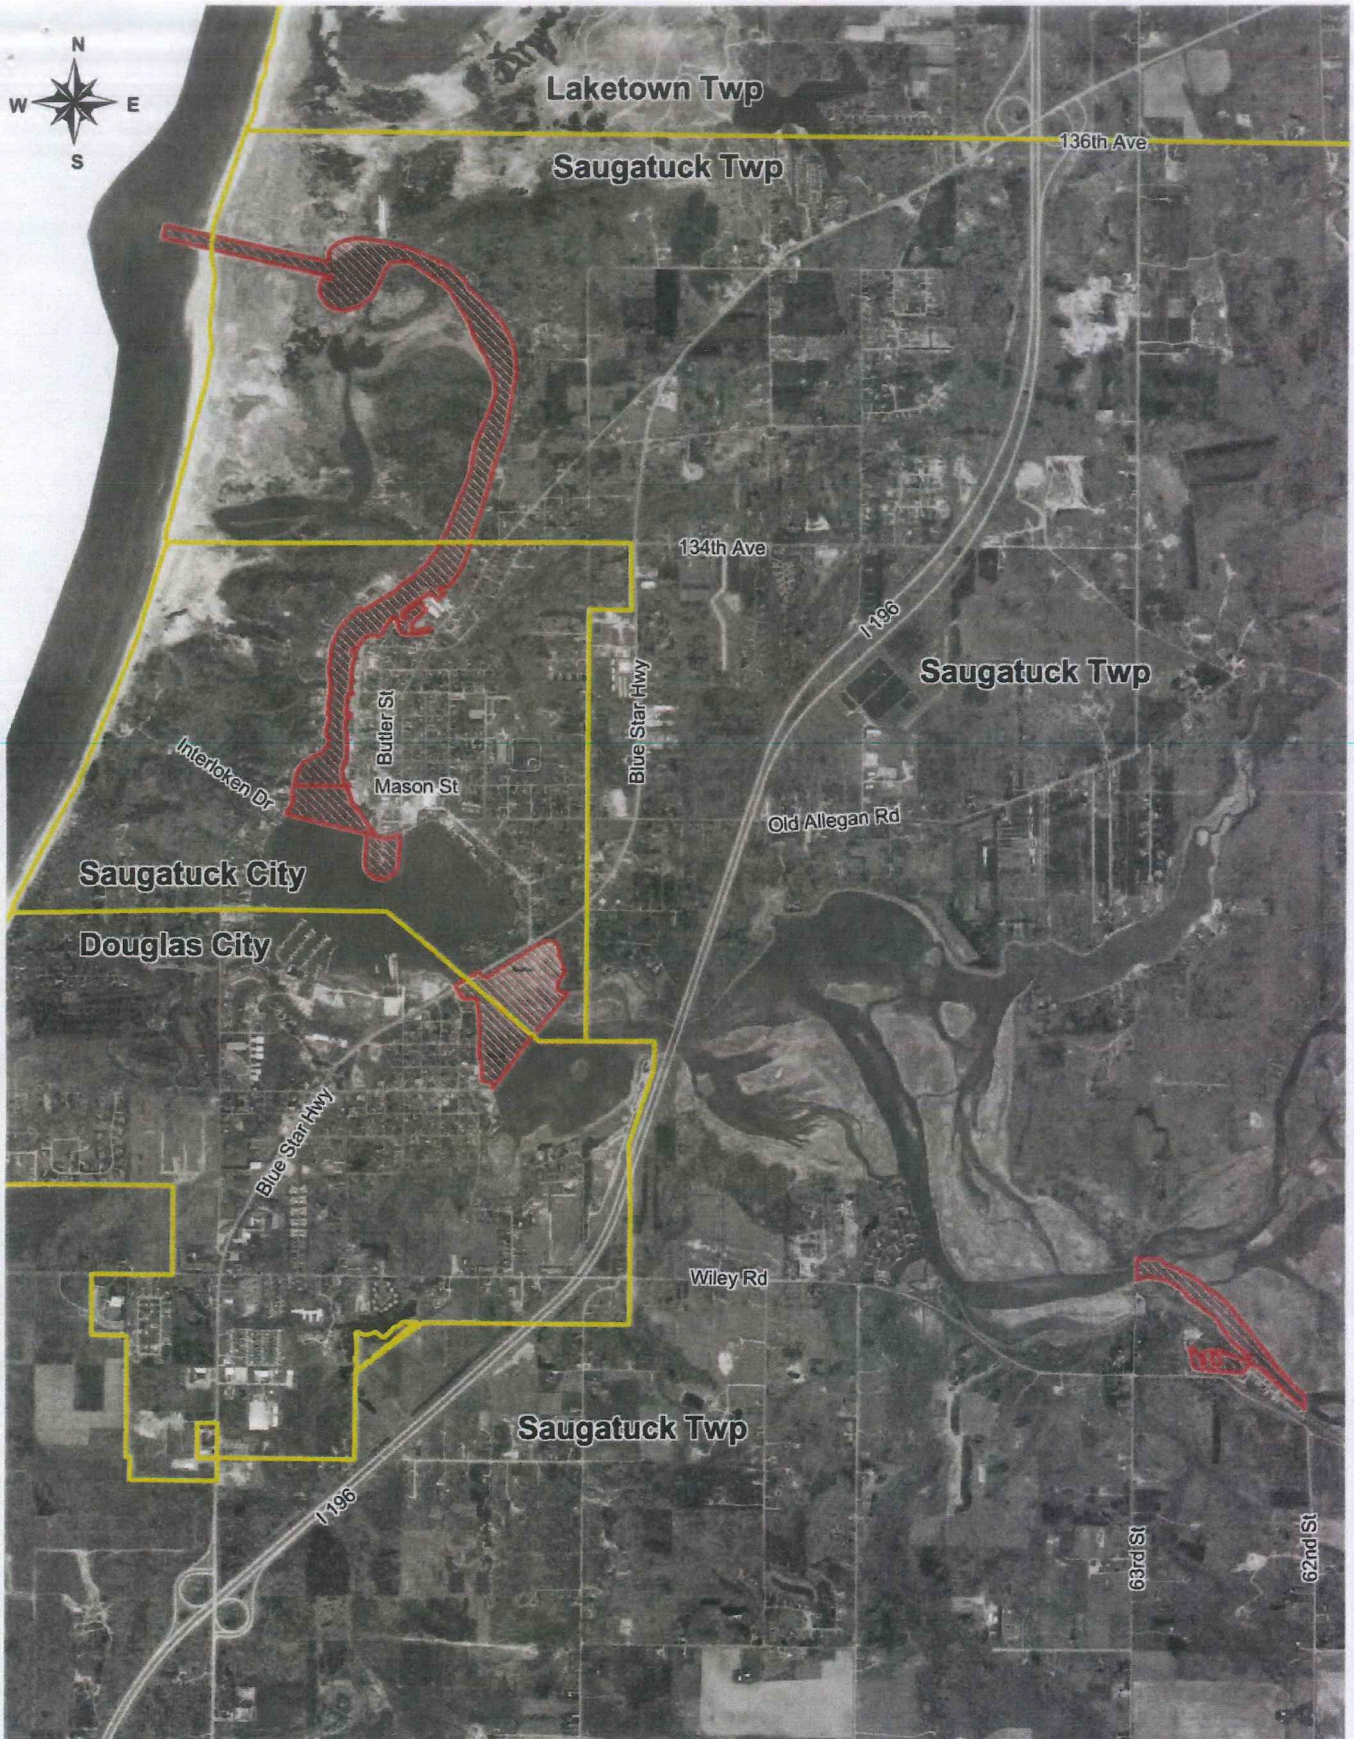 N
W E
S
Laketown Twp
136th Ave
Saugatuck Twp
134th Ave
I 196
Saugatuck Twp
Blue Star Hwy
Butler St
Interloken Dr
Mason St
Old Allegan Rd
Saugatuck City
Douglas City
Blue Star Hwy
Wiley Rd
Saugatuck Twp
I 196
63rd St
62nd St